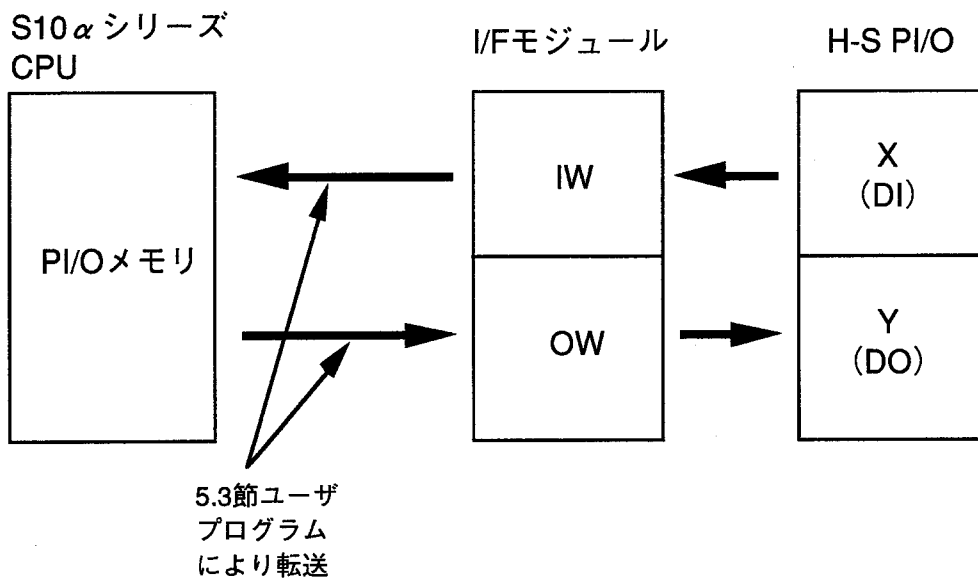 S10αシリーズ
CPU
I/Fモジュール
H-S PI/O
PI/Oメモリ
IW
OW
X
(DI)
Y
(DO)
5.3節ユーザ
プログラム
により転送